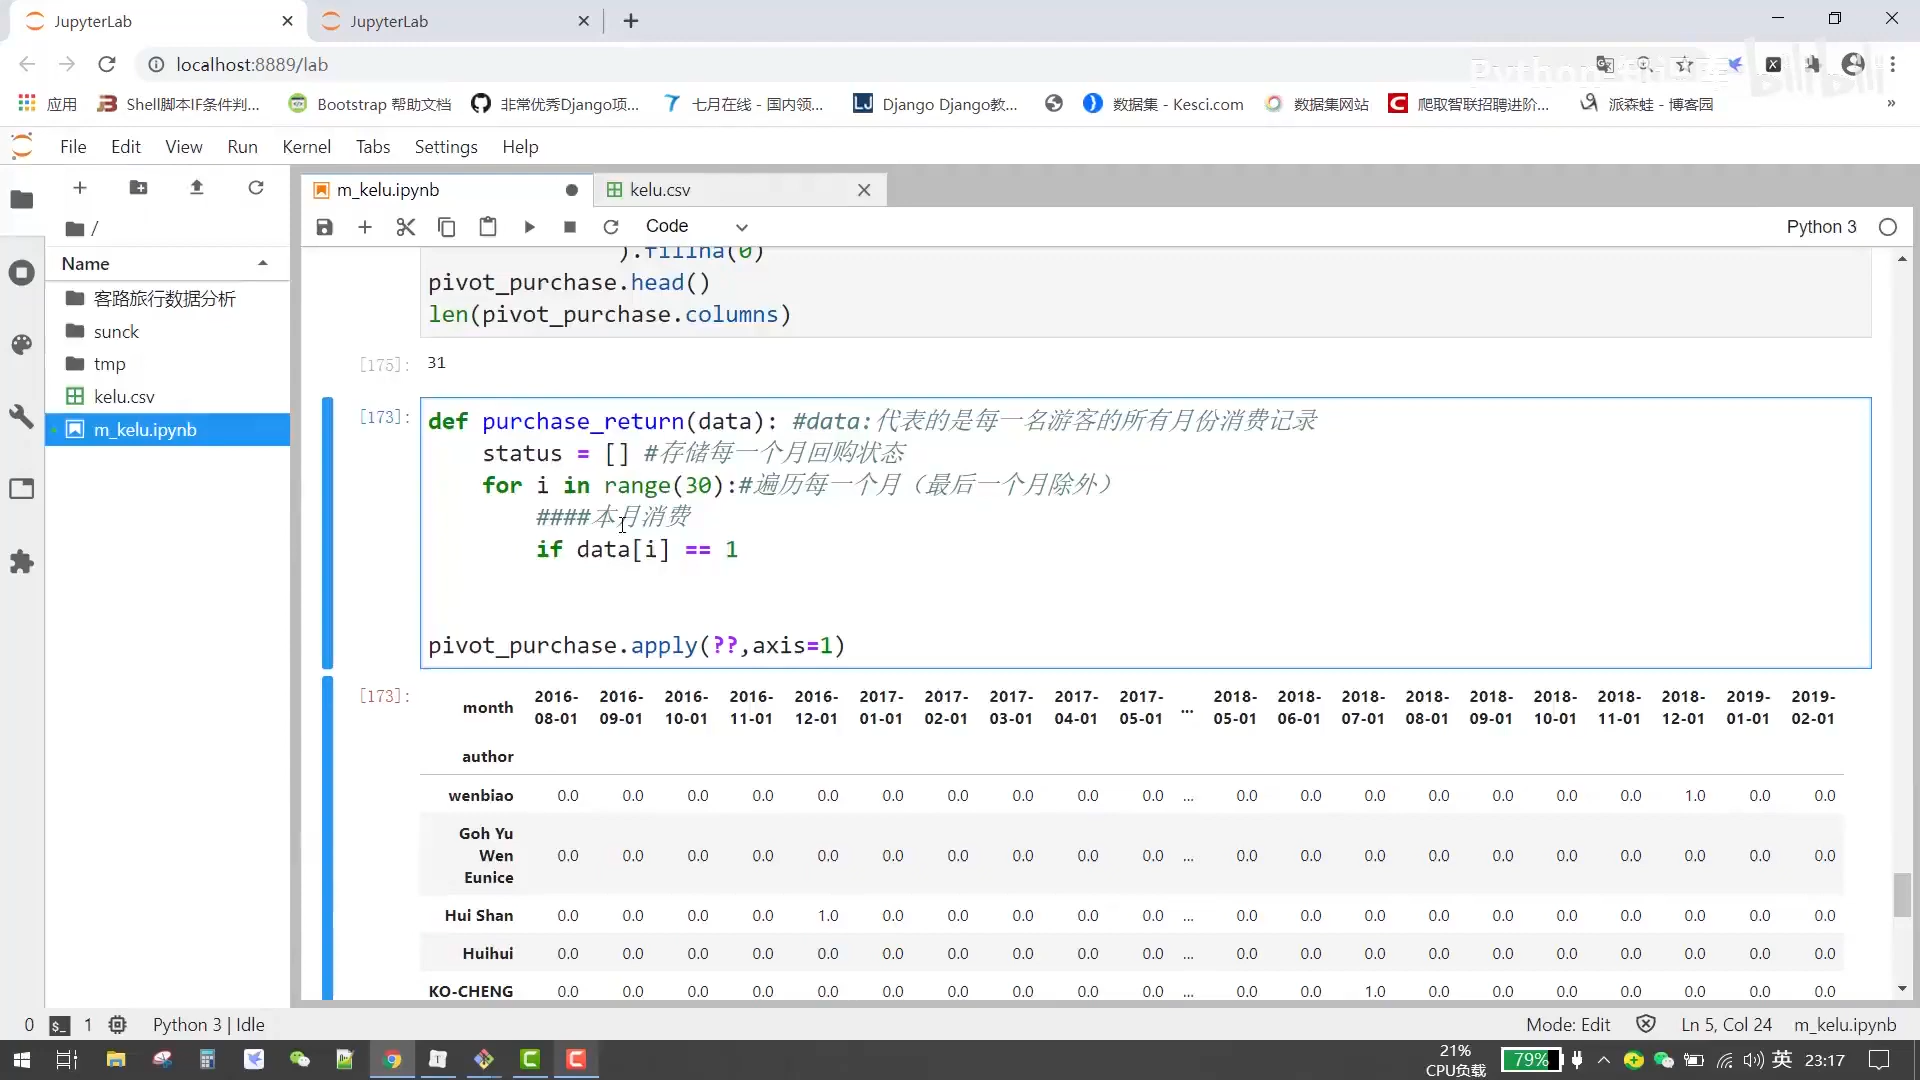 JupyterLab
JupyterLab
localhost:8889/lab
应用
Shell脚本IF条件判...
Bootstrap 帮助文档
非常优秀Django项...
七月在线 - 国内领...
Django Django教...
数据集 - Kesci.com
数据集网站
爬取智联招聘进阶...
派森蛙 - 博客园
»
File Edit View Run Kernel Tabs Settings Help
m_kelu.ipynb
kelu.csv
/
Code
Python 3
Name
客路旅行数据分析
sunck
tmp
kelu.csv
m_kelu.ipynb
).fillna(0)
pivot_purchase.head()
len(pivot_purchase.columns)
[175]: 31
[173]: def purchase_return(data): #data:代表的是每一名游客的所有月份消费记录
status = [] #存储每一个月回购状态
for i in range(30):#遍历每一个月（最后一个月除外）
####本月消费
if data[i] == 1
pivot_purchase.apply(??,axis=1)
[173]:
month 2016-08-01 2016-09-01 2016-10-01 2016-11-01 2016-12-01 2017-01-01 2017-02-01 2017-03-01 2017-04-01 2017-05-01 ... 2018-05-01 2018-06-01 2018-07-01 2018-08-01 2018-09-01 2018-10-01 2018-11-01 2018-12-01 2019-01-01 2019-02-01
author
wenbiao 0.0 0.0 0.0 0.0 0.0 0.0 0.0 0.0 0.0 0.0 ... 0.0 0.0 0.0 0.0 0.0 0.0 0.0 1.0 0.0 0.0
Goh Yu Wen Eunice 0.0 0.0 0.0 0.0 0.0 0.0 0.0 0.0 0.0 0.0 ... 0.0 0.0 0.0 0.0 0.0 0.0 0.0 0.0 0.0 0.0
Hui Shan 0.0 0.0 0.0 0.0 1.0 0.0 0.0 0.0 0.0 0.0 ... 0.0 0.0 0.0 0.0 0.0 0.0 0.0 0.0 0.0 0.0
Huihui 0.0 0.0 0.0 0.0 0.0 0.0 0.0 0.0 0.0 0.0 ... 0.0 0.0 0.0 0.0 0.0 0.0 0.0 0.0 0.0 0.0
KO-CHENG 0.0 0.0 0.0 0.0 0.0 0.0 0.0 0.0 0.0 0.0 ... 0.0 0.0 1.0 0.0 0.0 0.0 0.0 0.0 0.0 0.0
0 1 Python 3 | Idle
Mode: Edit Ln 5, Col 24 m_kelu.ipynb
21%
CPU负载
79%
英
23:17